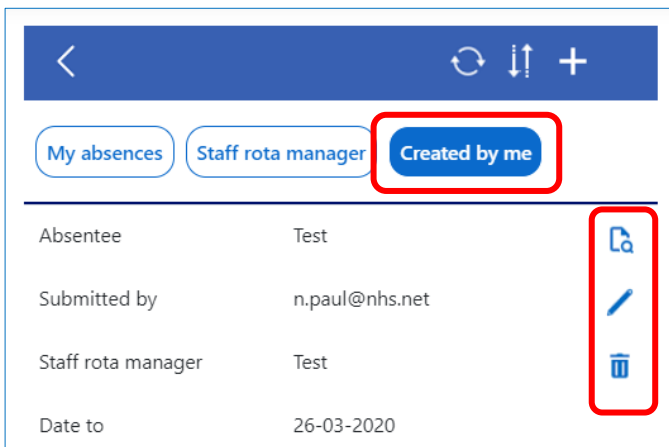 My absences Staff rota manager Created by me
Absentee Test
Submitted by n.paul@nhs.net
Staff rota manager Test
Date to 26-03-2020